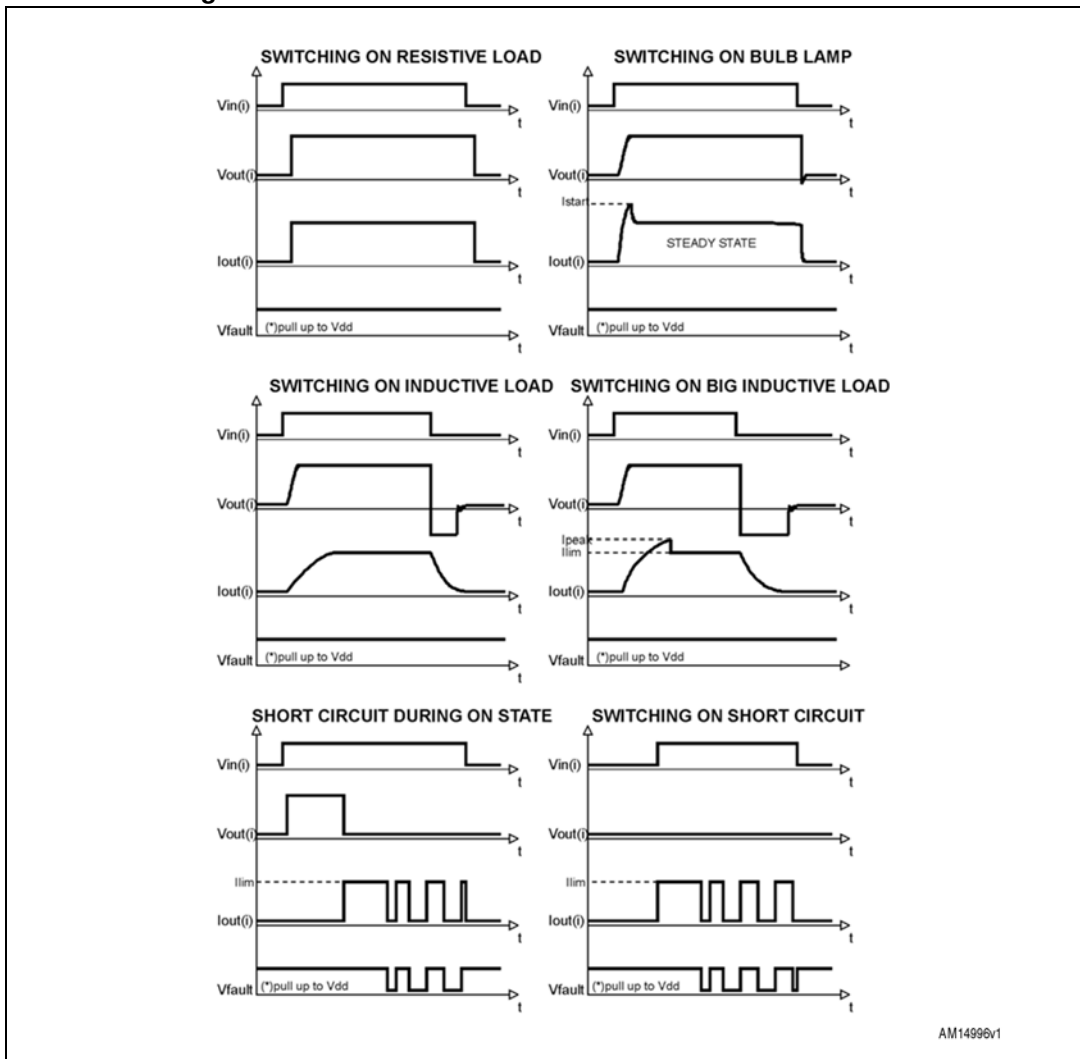 SWITCHING ON RESISTIVE LOAD
Vin(i)
t
Vout(i)
t
Iout(i)
t
Vfault
(*)pull up to Vdd
t
SWITCHING ON BULB LAMP
Vin(i)
t
Vout(i)
t
Istart
STEADY STATE
Iout(i)
t
Vfault
(*)pull up to Vdd
t
SWITCHING ON INDUCTIVE LOAD
Vin(i)
t
Vout(i)
t
Iout(i)
t
Vfault
(*)pull up to Vdd
t
SWITCHING ON BIG INDUCTIVE LOAD
Vin(i)
t
Vout(i)
t
Ipeak
Ilim
Iout(i)
t
Vfault
(*)pull up to Vdd
t
SHORT CIRCUIT DURING ON STATE
Vin(i)
t
Vout(i)
t
Ilim
Iout(i)
t
Vfault
(*)pull up to Vdd
t
SWITCHING ON SHORT CIRCUIT
Vin(i)
t
Vout(i)
t
Ilim
Iout(i)
t
Vfault
(*)pull up to Vdd
t
AM14996v1